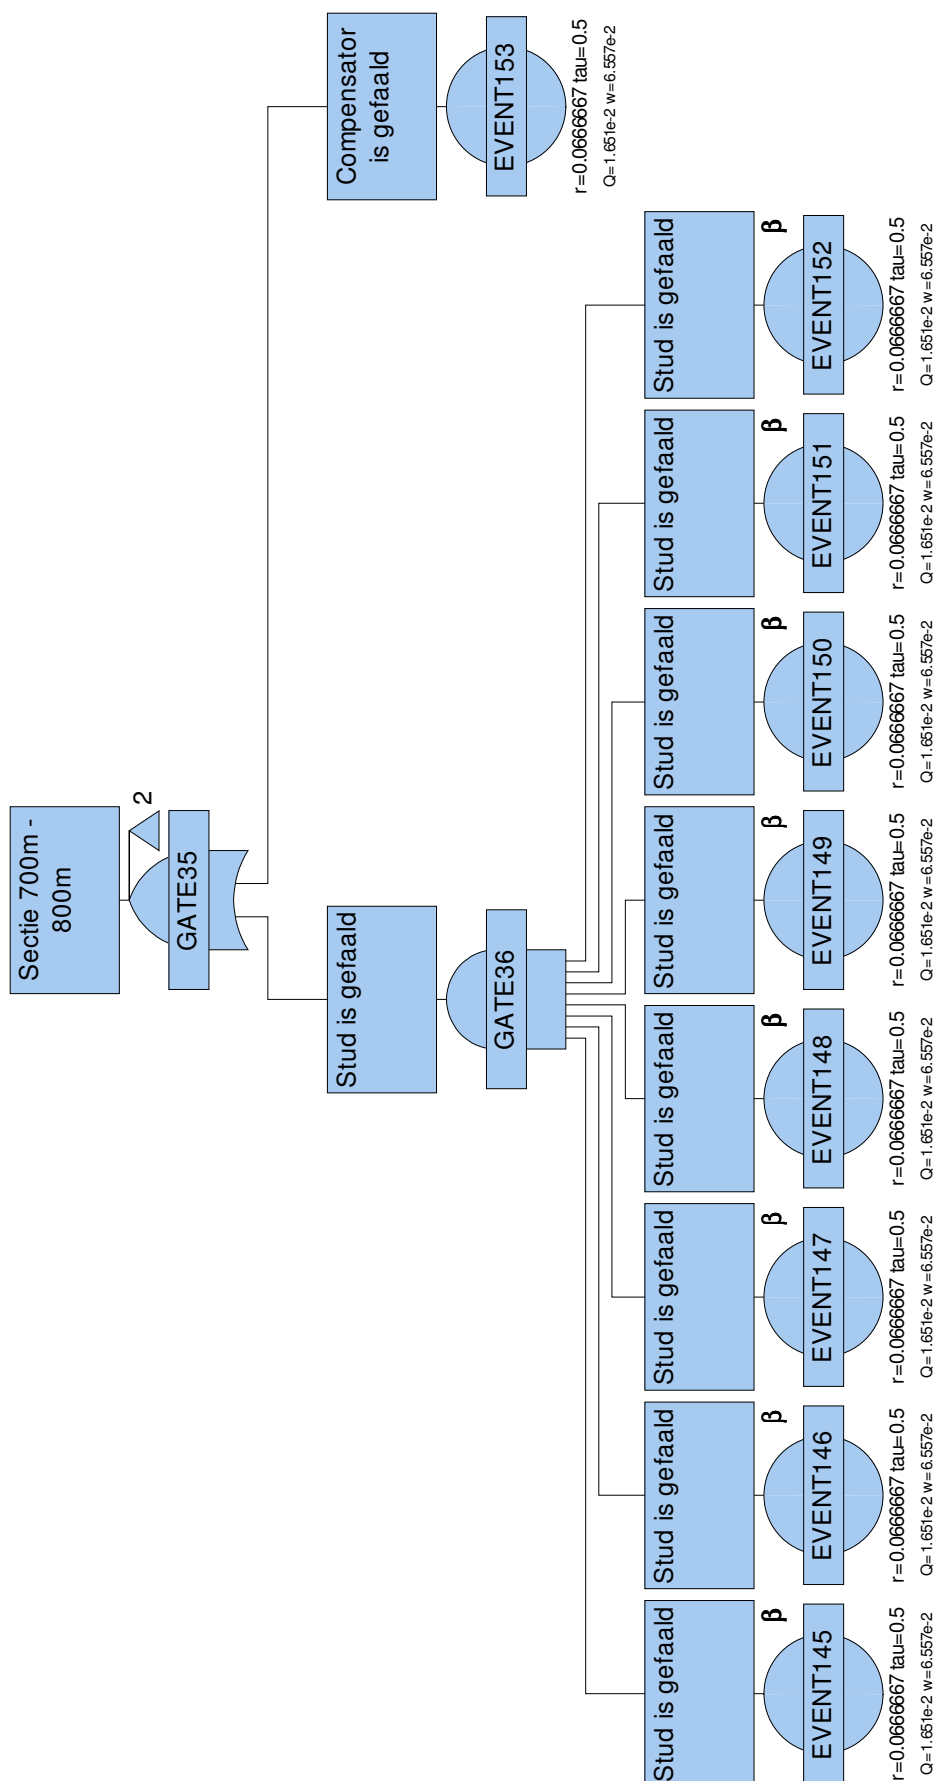 Sectie 700m -
800m
2
GATE35
Stud is gefaald
GATE36
Compensator
is gefaald
EVENT153
r=0.0666667 tau=0.5
Q=1.651e-2 w=6.557e-2
Stud is gefaald
β
EVENT145
r=0.0666667 tau=0.5
Q=1.651e-2 w=6.557e-2
Stud is gefaald
β
EVENT146
r=0.0666667 tau=0.5
Q=1.651e-2 w=6.557e-2
Stud is gefaald
β
EVENT147
r=0.0666667 tau=0.5
Q=1.651e-2 w=6.557e-2
Stud is gefaald
β
EVENT148
r=0.0666667 tau=0.5
Q=1.651e-2 w=6.557e-2
Stud is gefaald
β
EVENT149
r=0.0666667 tau=0.5
Q=1.651e-2 w=6.557e-2
Stud is gefaald
β
EVENT150
r=0.0666667 tau=0.5
Q=1.651e-2 w=6.557e-2
Stud is gefaald
β
EVENT151
r=0.0666667 tau=0.5
Q=1.651e-2 w=6.557e-2
Stud is gefaald
β
EVENT152
r=0.0666667 tau=0.5
Q=1.651e-2 w=6.557e-2